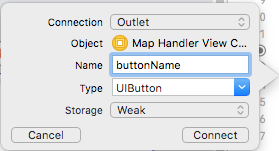 Connection Outlet
Object Map Handler View C...
Name buttonName
Type UIButton
Storage Weak
Cancel Connect